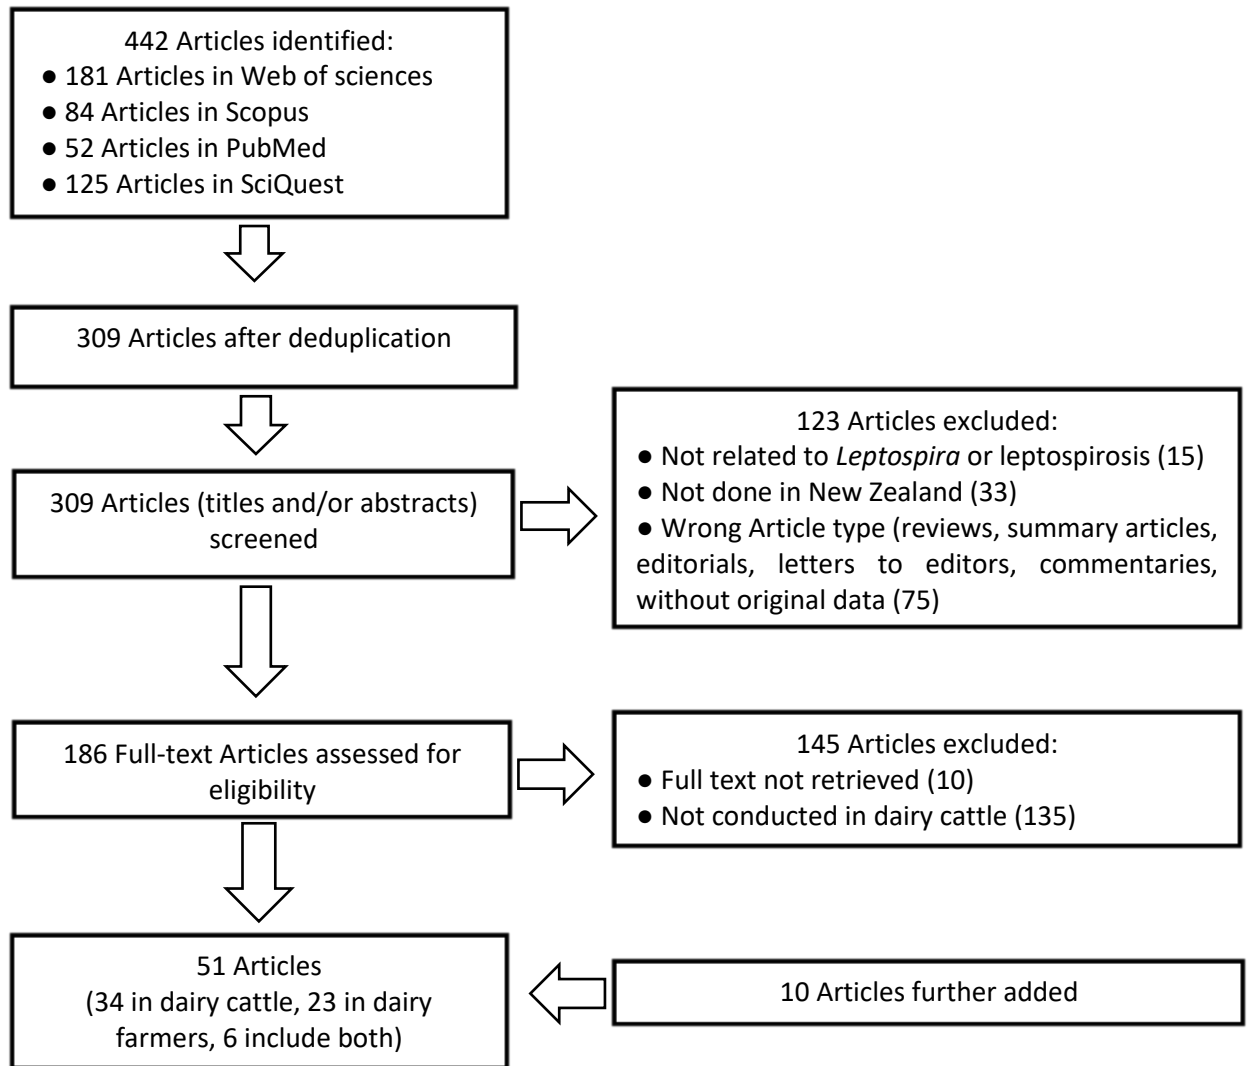 442 Articles identified:
● 181 Articles in Web of sciences
● 84 Articles in Scopus
● 52 Articles in PubMed
● 125 Articles in SciQuest
309 Articles after deduplication
309 Articles (titles and/or abstracts)
screened
123 Articles excluded:
● Not related to Leptospira or leptospirosis (15)
● Not done in New Zealand (33)
● Wrong Article type (reviews, summary articles,
editorials, letters to editors, commentaries,
without original data (75)
186 Full-text Articles assessed for
eligibility
145 Articles excluded:
● Full text not retrieved (10)
● Not conducted in dairy cattle (135)
51 Articles
(34 in dairy cattle, 23 in dairy
farmers, 6 include both)
10 Articles further added